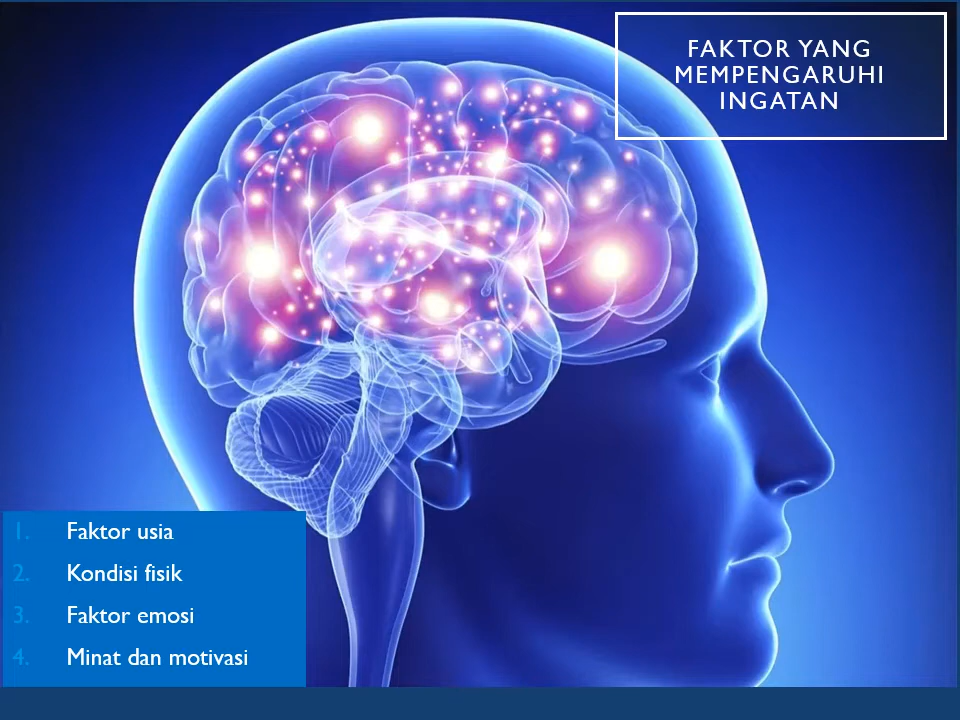 FAKTOR YANG
MEMPENGARUHI
INGATAN
1. Faktor usia
2. Kondisi fisik
3. Faktor emosi
4. Minat dan motivasi